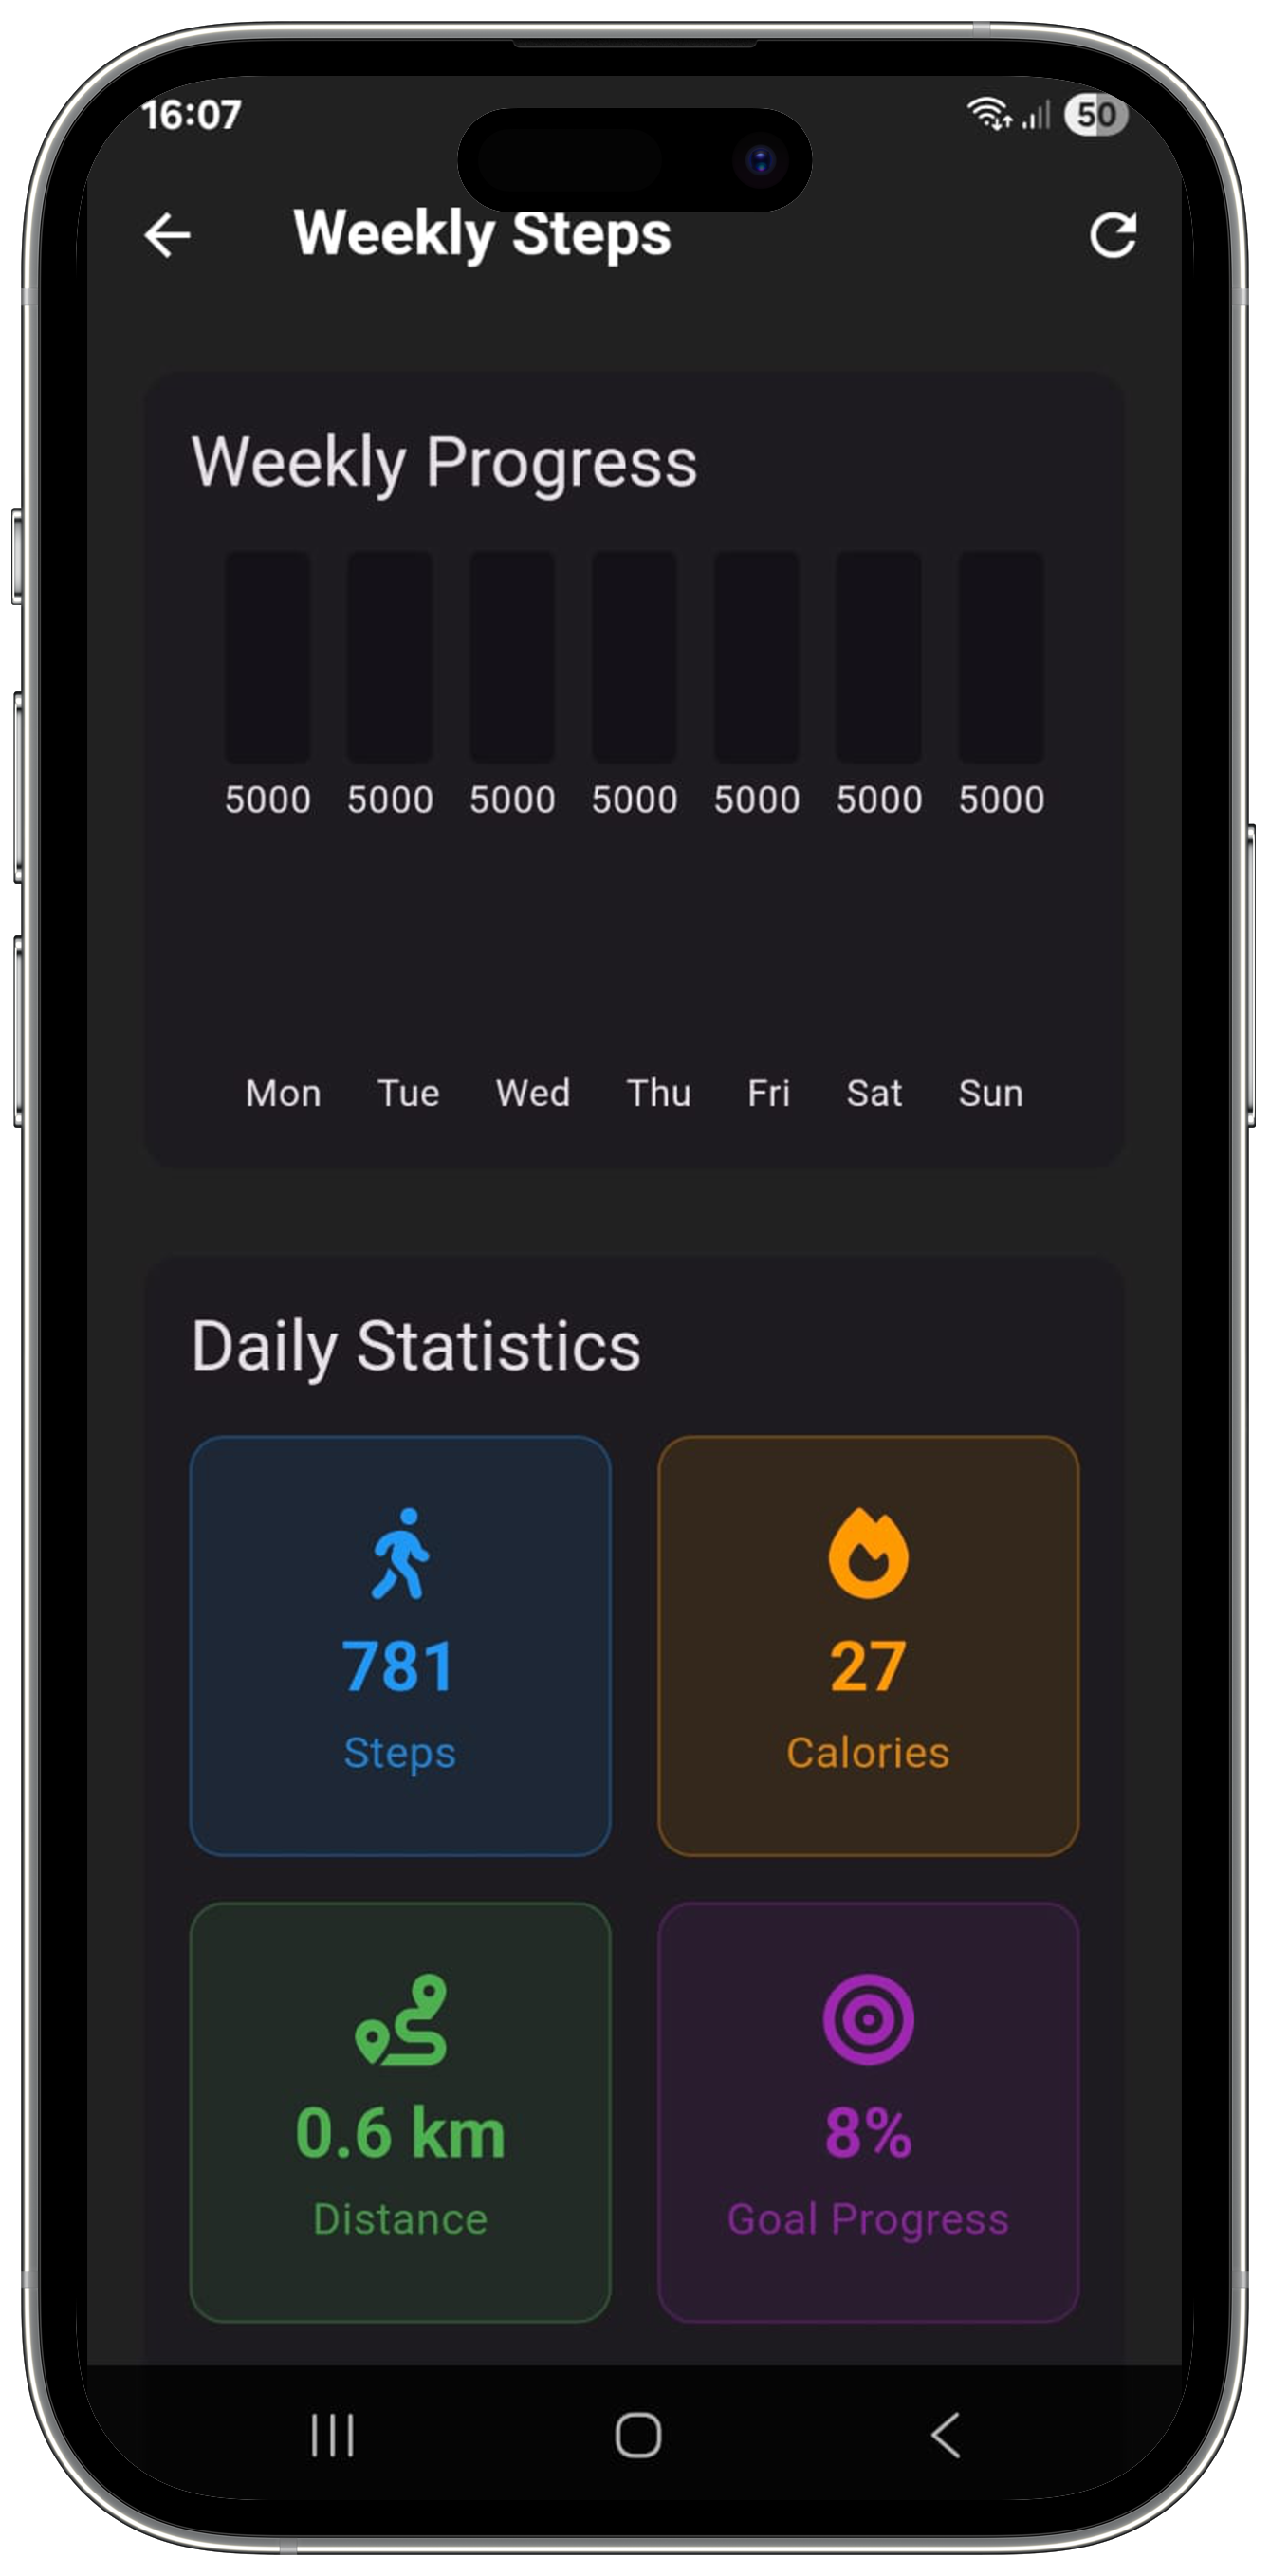 16:07 50
Weekly Steps
Weekly Progress
5000 5000 5000 5000 5000 5000 5000
Mon Tue Wed Thu Fri Sat Sun
Daily Statistics
781 27
Steps Calories
0.6 km 8%
Distance Goal Progress